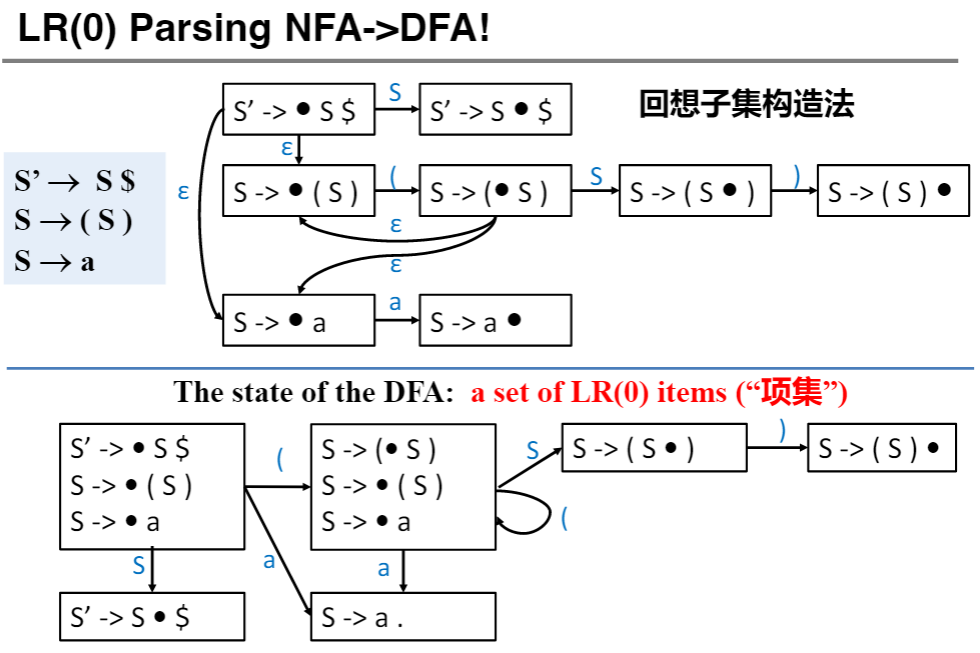 LR(0) Parsing NFA->DFA!
回想子集构造法
S’ -> ● S $
S
S’ -> S ● $
ε
ε
S’ → S $
S → ( S )
S → a
S -> ● ( S )
(
S -> (● S )
S
S -> ( S ●)
)
S -> ( S ) ●
ε
ε
S -> ● a
a
S -> a ●
The state of the DFA: a set of LR(0) items (“项集”)
S’ -> ● S $
S -> ● ( S )
S -> ● a
(
S -> (● S )
S -> ● ( S )
S -> ● a
S
S -> ( S ● )
)
S -> ( S ) ●
(
S
a
a
S’ -> S ● $
S -> a .